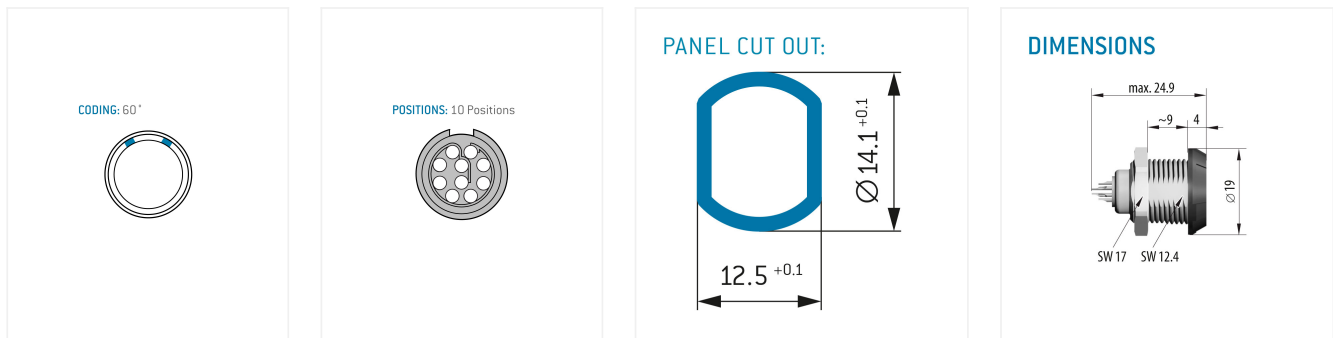 CODING: 60°
POSITIONS: 10 Positions
PANEL CUT OUT:
Ø 14.1 +0.1
12.5 +0.1
DIMENSIONS
max. 24.9
~9
4
Ø 19
SW 17
SW 12.4